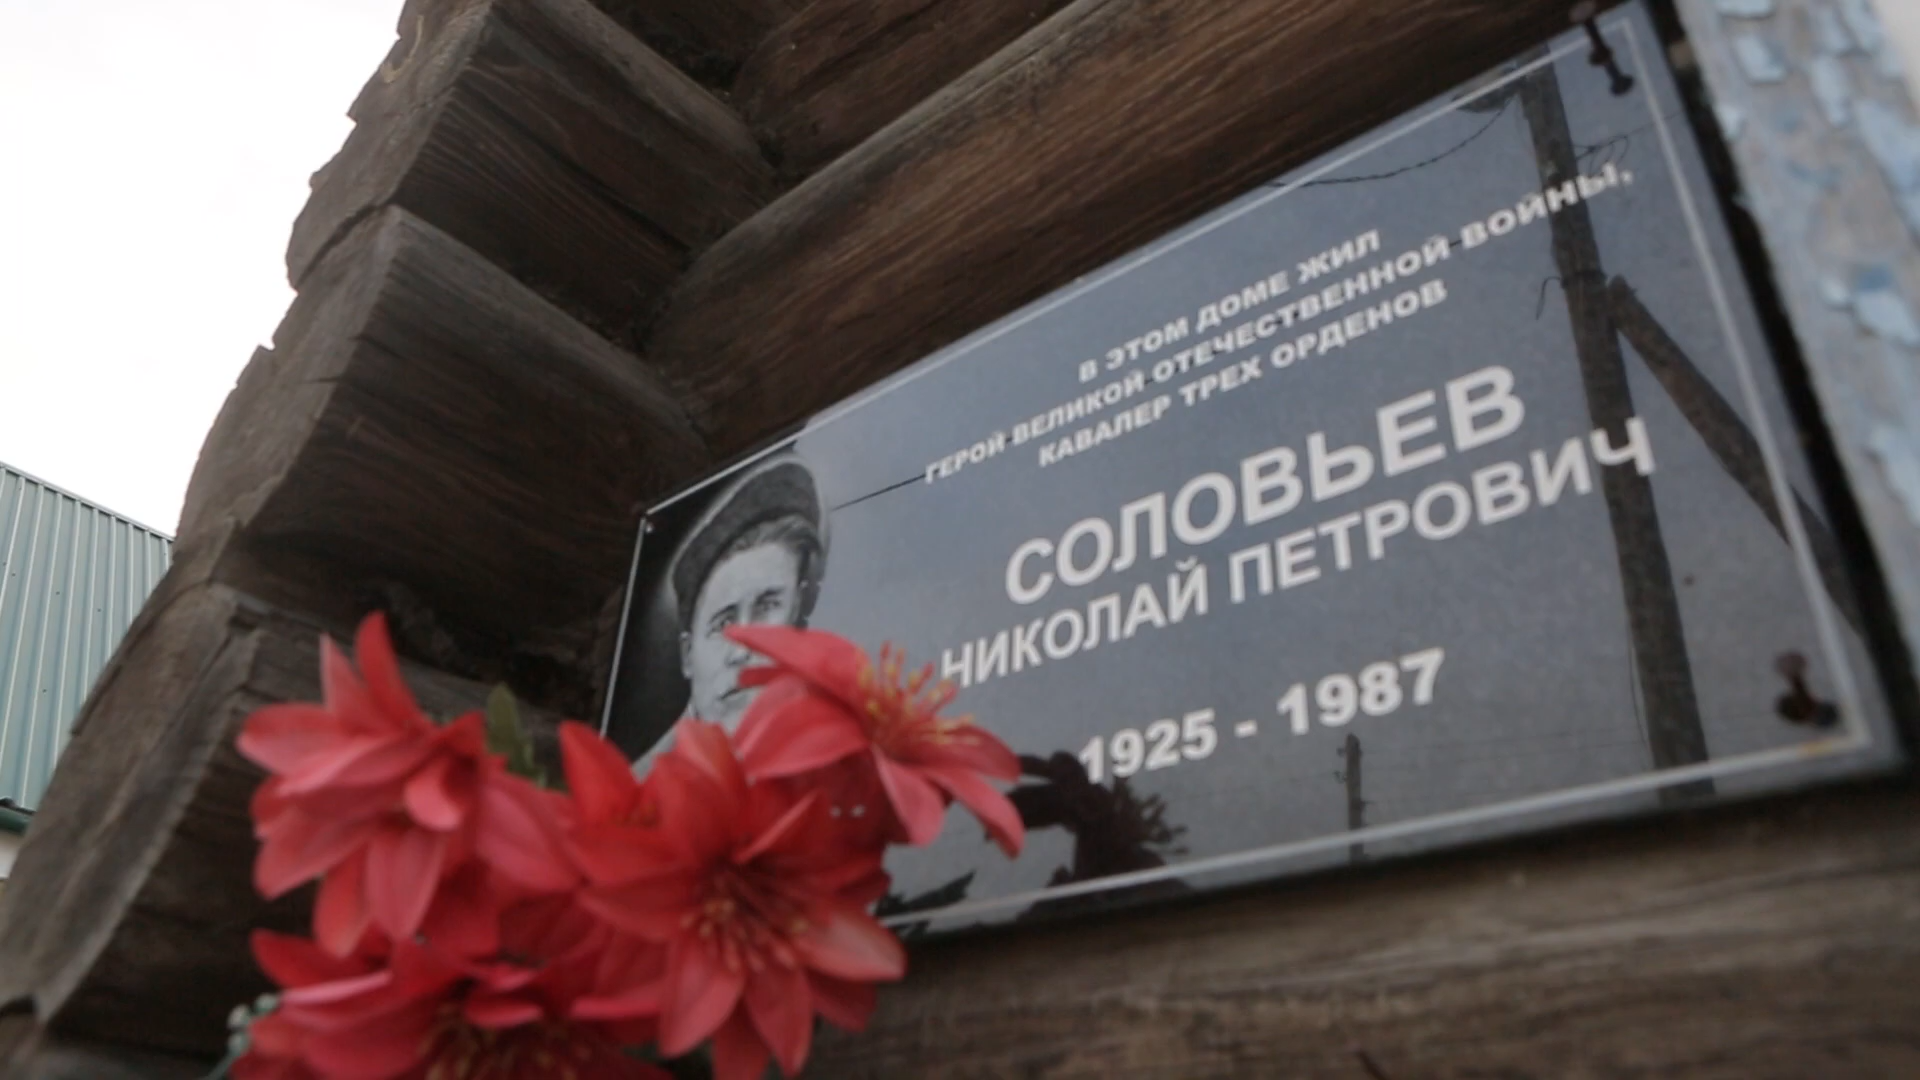 В ЭТОМ ДОМЕ ЖИЛ
ГЕРОЙ ВЕЛИКОЙ ОТЕЧЕСТВЕННОЙ ВОЙНЫ,
КАВАЛЕР ТРЕХ ОРДЕНОВ
СОЛОВЬЕВ
НИКОЛАЙ ПЕТРОВИЧ
1925 - 1987